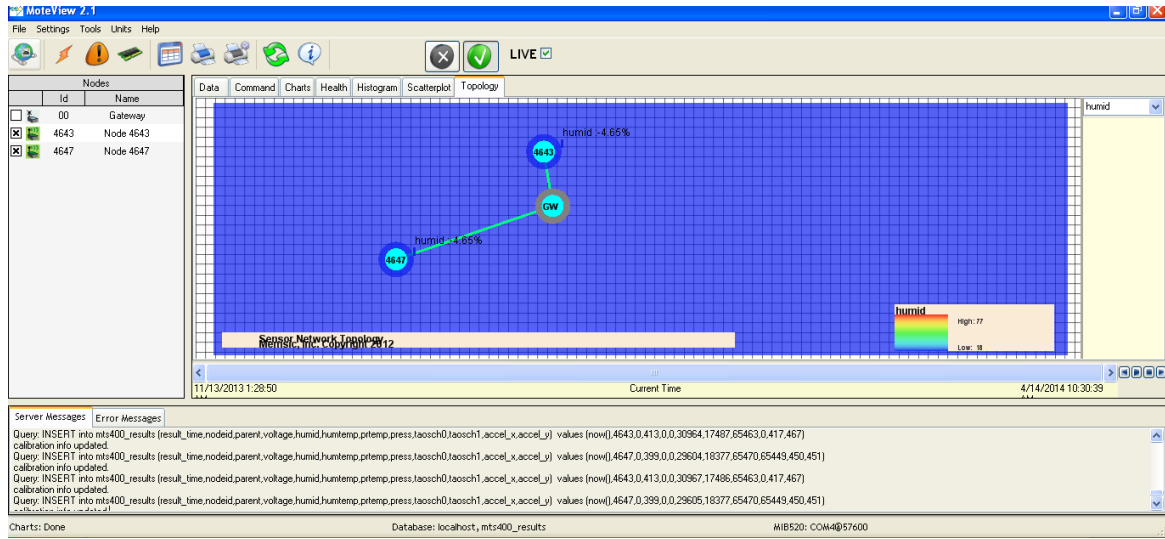 MoteView 2.1
File Settings Tools Units Help
LIVE
Nodes
Id Name
00 Gateway
4643 Node 4643
4647 Node 4647
Data Command Charts Health Histogram Scatterplot Topology
humid
humid :-4.65%
4643
GW
humid :-4.65%
4647
humid
High: 77
Low: 18
Sensor Network Topology
Memsic, Inc. Copyright 2012
11/13/2013 1:28:50 Current Time 4/14/2014 10:30:39
AM AM
Server Messages Error Messages
Query: INSERT into mts400_results (result_time,nodeid,parent,voltage,humid,humtemp,prtemp,press,taosch0,taosch1,accel_x,accel_y) values (now(),4643,0,413,0,0,30964,17487,65463,0,417,467)
calibration info updated.
Query: INSERT into mts400_results (result_time,nodeid,parent,voltage,humid,humtemp,prtemp,press,taosch0,taosch1,accel_x,accel_y) values (now(),4647,0,399,0,0,29604,18377,65470,65449,450,451)
calibration info updated.
Query: INSERT into mts400_results (result_time,nodeid,parent,voltage,humid,humtemp,prtemp,press,taosch0,taosch1,accel_x,accel_y) values (now(),4643,0,413,0,0,30967,17486,65463,0,417,467)
calibration info updated.
Query: INSERT into mts400_results (result_time,nodeid,parent,voltage,humid,humtemp,prtemp,press,taosch0,taosch1,accel_x,accel_y) values (now(),4647,0,399,0,0,29605,18377,65470,65449,450,451)
calibration info updated.
Charts: Done Database: localhost, mts400_results MIB520: COM4@57600